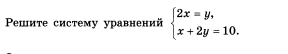 Решите систему уравнений { 2x = y,
x + 2y = 10.